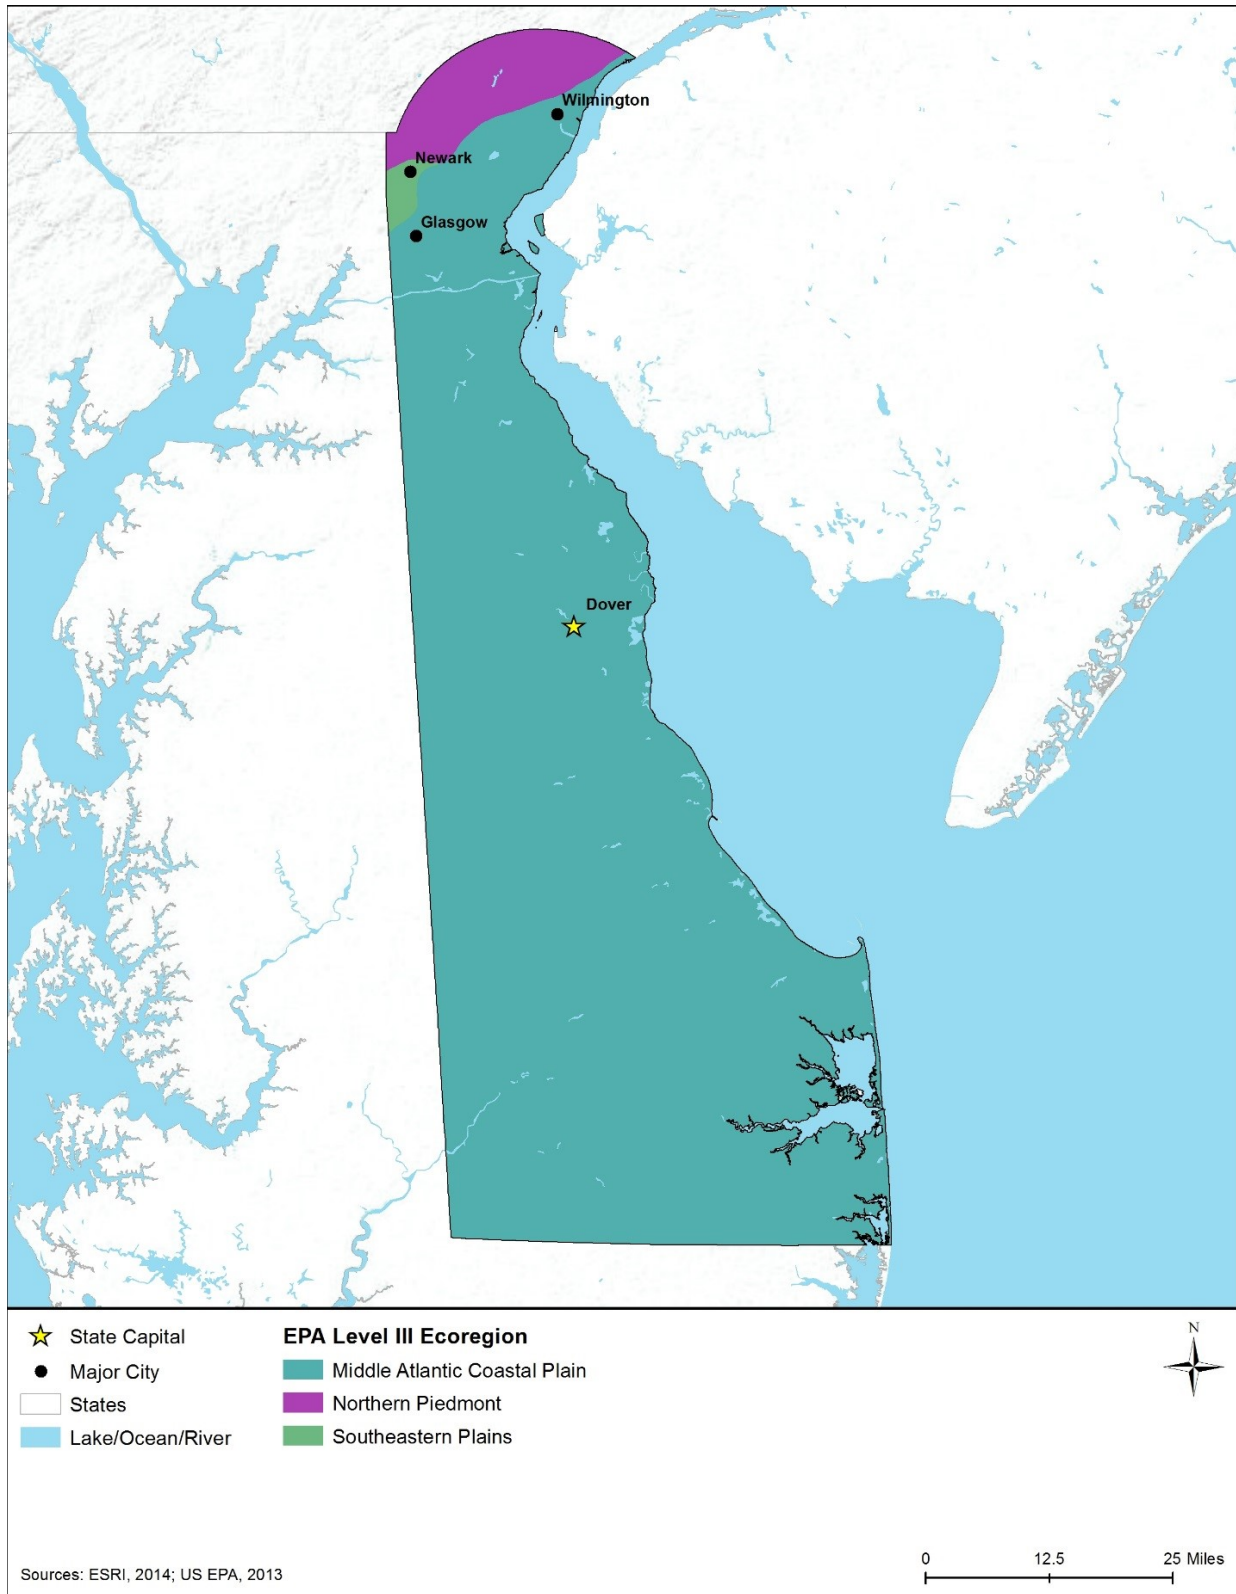 Wilmington
Newark
Glasgow
Dover
State Capital
Major City
States
Lake/Ocean/River
EPA Level III Ecoregion
Middle Atlantic Coastal Plain
Northern Piedmont
Southeastern Plains
N
Sources: ESRI, 2014; US EPA, 2013
0 12.5 25 Miles